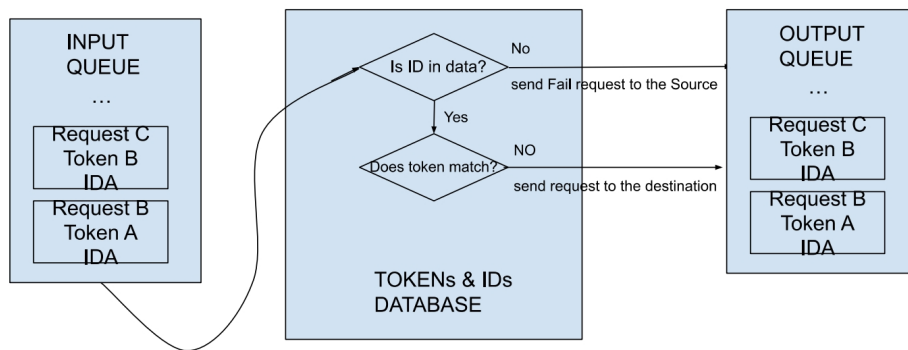 INPUT
QUEUE
...
Request C
Token B
IDA
Request B
Token A
IDA
Is ID in data?
No
send Fail request to the Source
Yes
Does token match?
NO
send request to the destination
TOKENs & IDs
DATABASE
OUTPUT
QUEUE
...
Request C
Token B
IDA
Request B
Token A
IDA